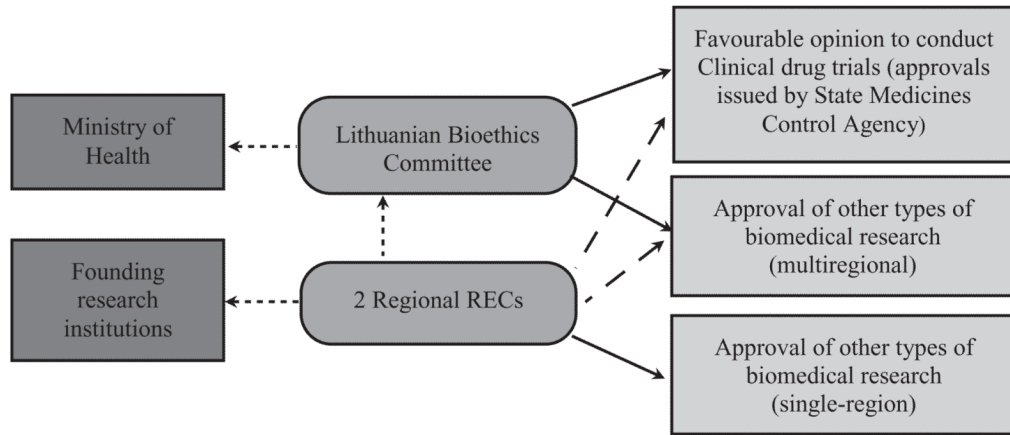 Favourable opinion to conduct
Clinical drug trials (approvals
issued by State Medicines
Control Agency)
Ministry of
Health
Lithuanian Bioethics
Committee
Approval of other types of
biomedical research
(multiregional)
Founding
research
institutions
2 Regional RECs
Approval of other types of
biomedical research
(single-region)